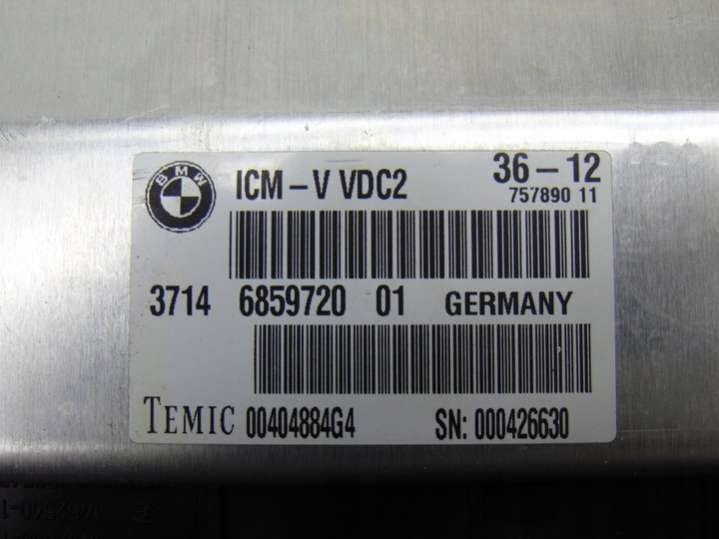 BMW
ICM – V VDC2 36 – 12
757890 11
3714 6859720 01 GERMANY
TEMIC 00404884G4 SN: 000426630